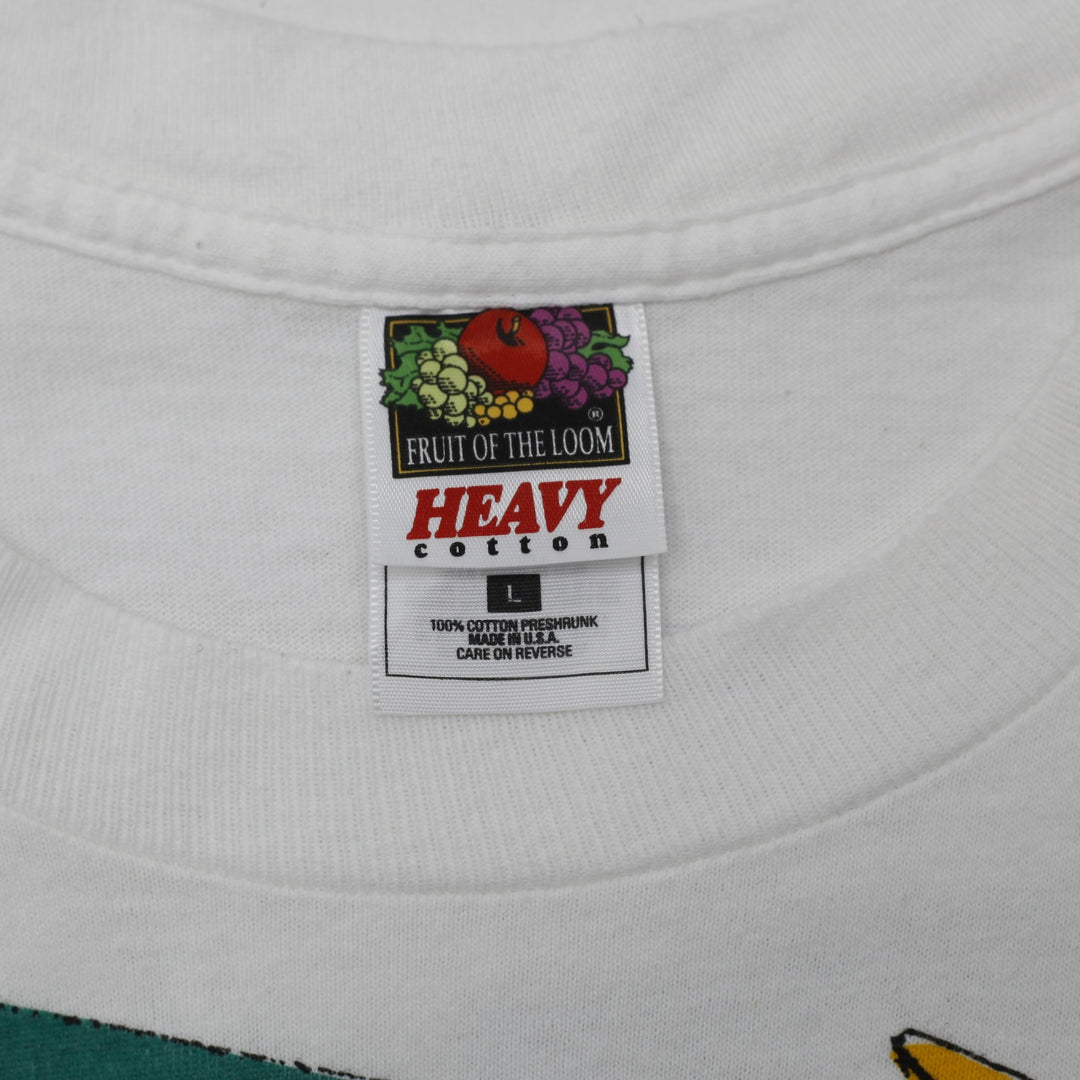 ®
FRUIT OF THE LOOM
HEAVY
cotton
L
100% COTTON PRESHRUNK
MADE IN U.S.A.
CARE ON REVERSE